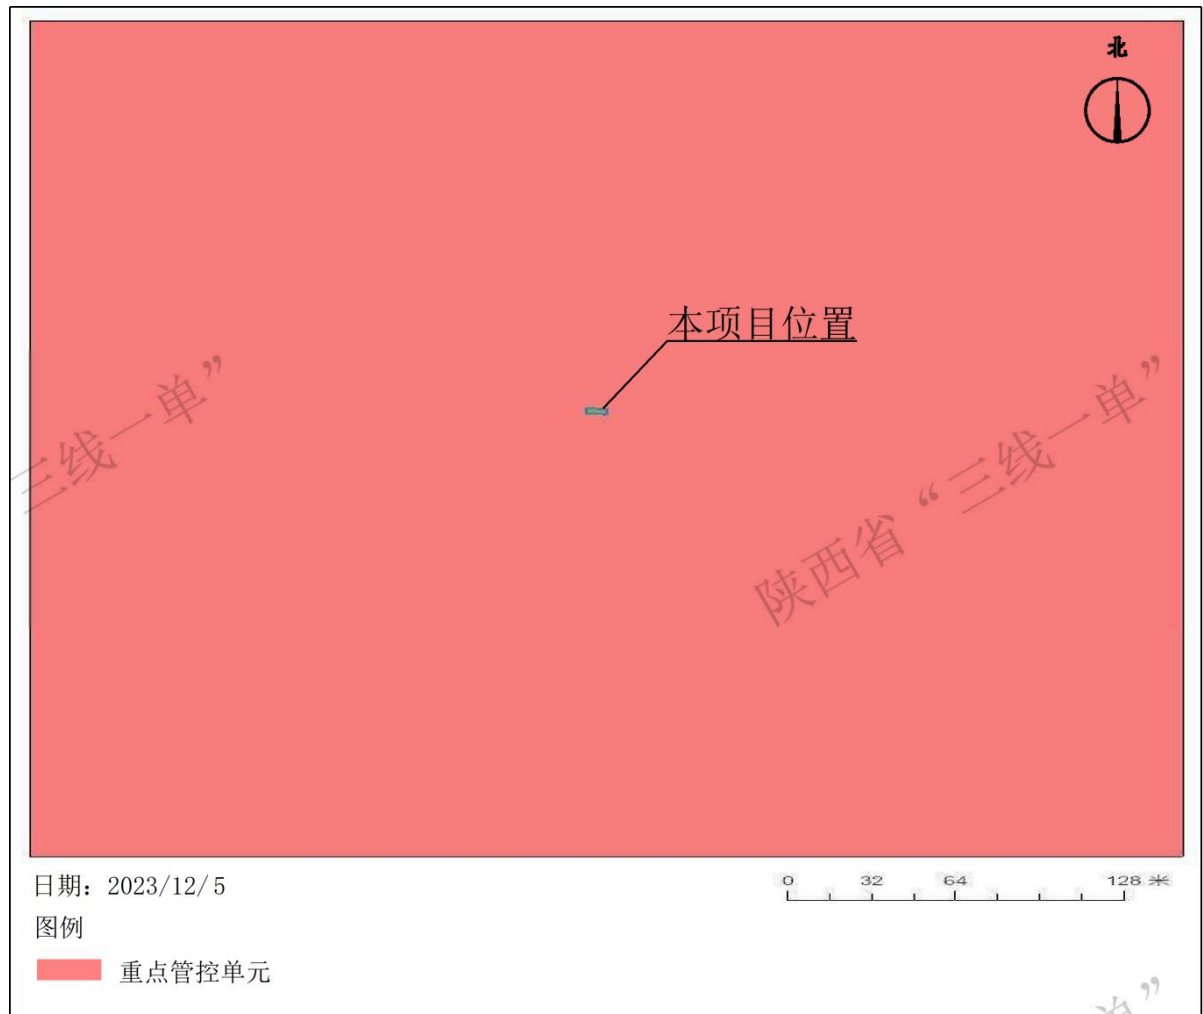 北
本项目位置
三线一单”
陕西省“三线一单”
日期：2023/12/5
0 32 64 128 米
图例
重点管控单元
单”